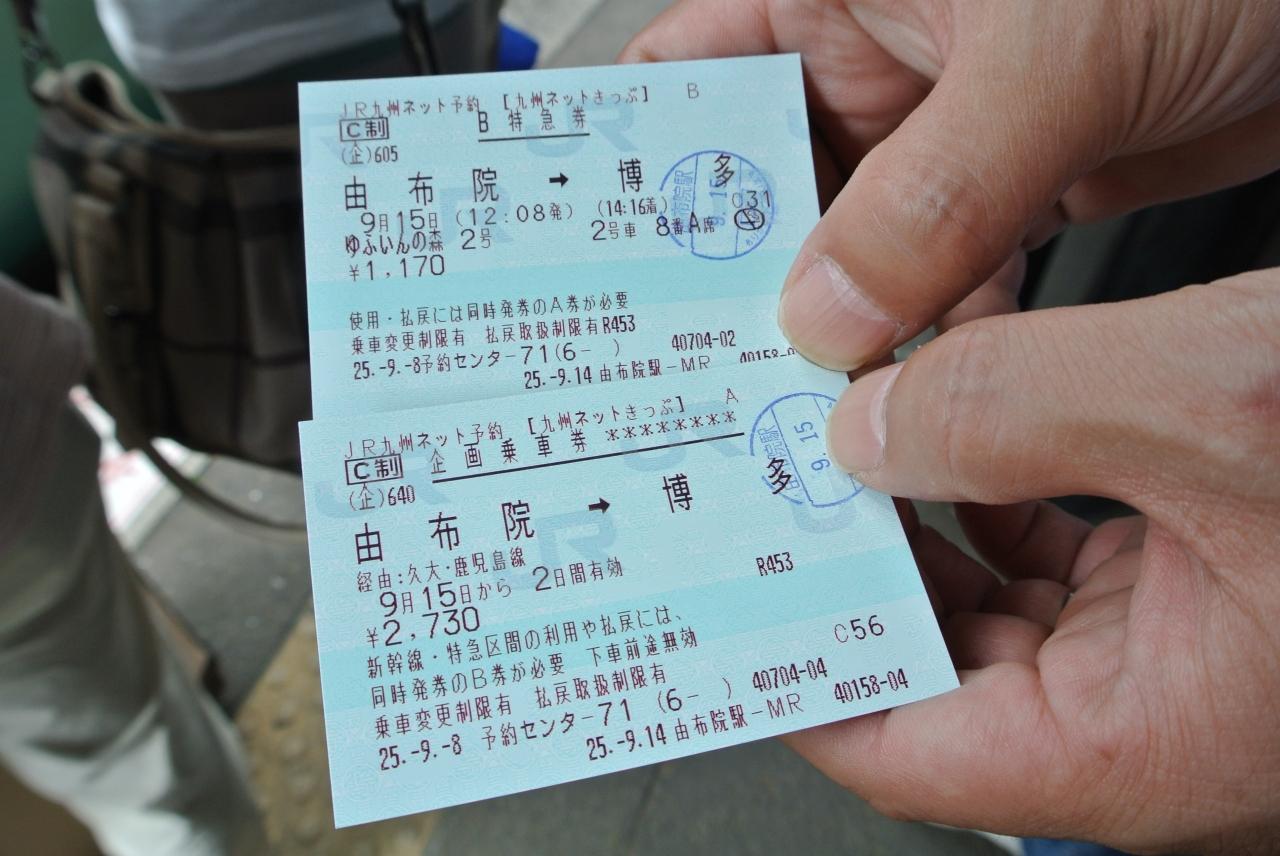 JR九州ネット予約 [九州ネットきっぷ] B
C制 B 特急券
(企)605
由布院 → 博多
9月15日 (12:08発) (14:16着) 031
ゆふいんの森 2号 2号車 8番A席
¥1,170
使用・払戻には同時発券のA券が必要
乗車変更制限有 払戻取扱制限有R453
25.-9.-8予約センター71(6- ) 40704-02
25.-9.14 由布院駅-MR
9.15
JR九州ネット予約 [九州ネットきっぷ] A
C制 企画乗車券 ********
(企)640
由布院 → 博多
経由:久大・鹿児島線
9月15日から 2日間有効 R453
¥2,730
新幹線・特急区間の利用や払戻には、
同時発券のB券が必要 下車前途無効 C56
乗車変更制限有 払戻取扱制限有
25.-9.-8 予約センター71 (6- ) 40704-04
25.-9.14 由布院駅-MR 40158-04
9.15